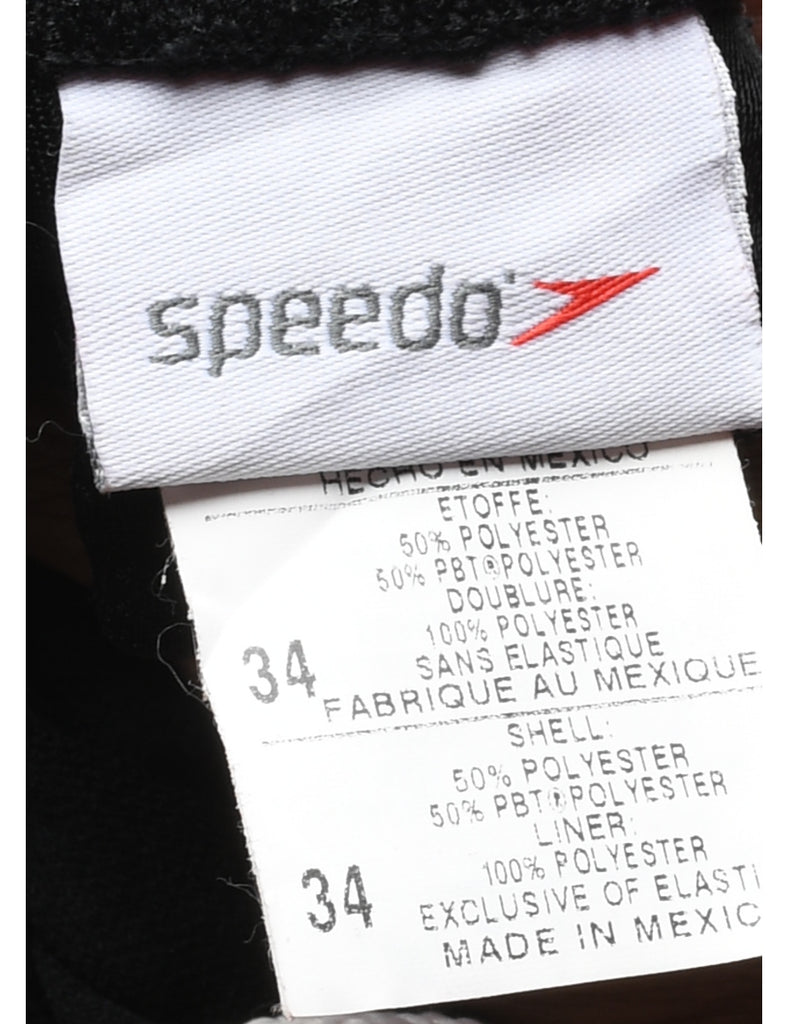 speedo
HECHO EN MEXICO
ETOFFE:
50% POLYESTER
50% PBT®POLYESTER
DOUBLURE:
100% POLYESTER
SANS ELASTIQUE
34
FABRIQUE AU MEXIQUE
SHELL:
50% POLYESTER
50% PBT®POLYESTER
LINER:
100% POLYESTER
34
EXCLUSIVE OF ELASTI
MADE IN MEXIC